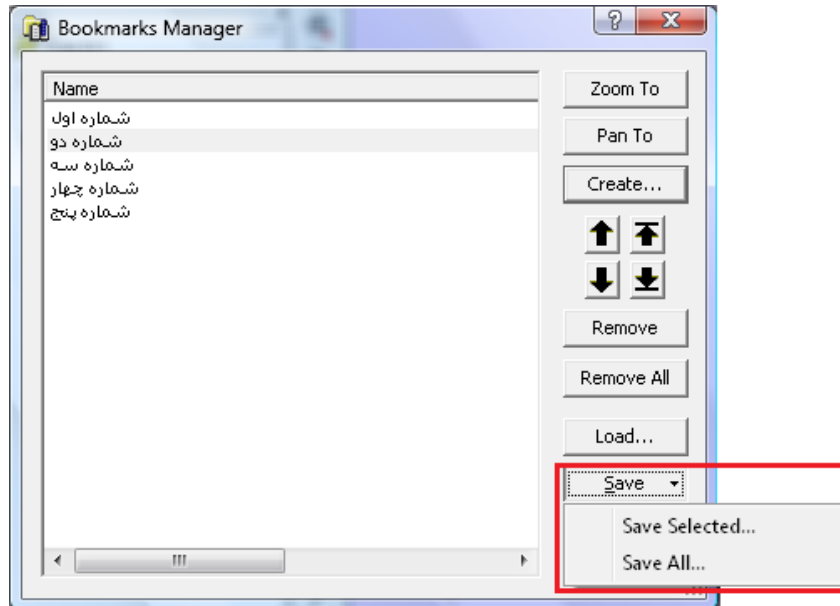 Bookmarks Manager
Name
شماره اول
شماره دو
شماره سه
شماره چهار
شماره پنج
Zoom To
Pan To
Create...
Remove
Remove All
Load...
Save
Save Selected...
Save All...